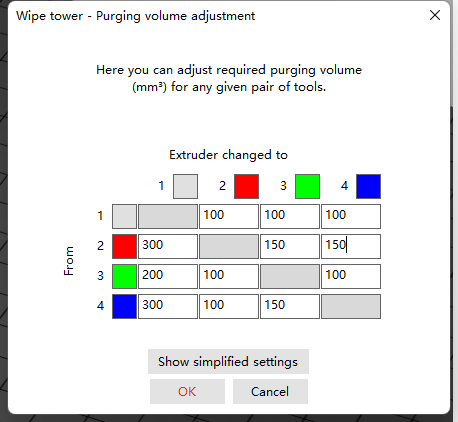 Wipe tower - Purging volume adjustment
Here you can adjust required purging volume
(mm³) for any given pair of tools.
Extruder changed to
1 2 3 4
From
1 100 100 100
2 300 150 150
3 200 100 100
4 300 100 150
Show simplified settings
OK Cancel